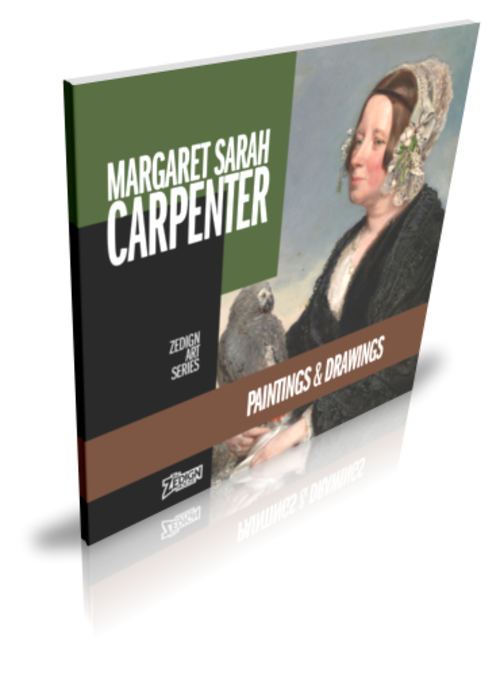 MARGARET SARAH
CARPENTER
ZEDIGN
ART
SERIES
PAINTINGS & DRAWINGS
ZEDIGN